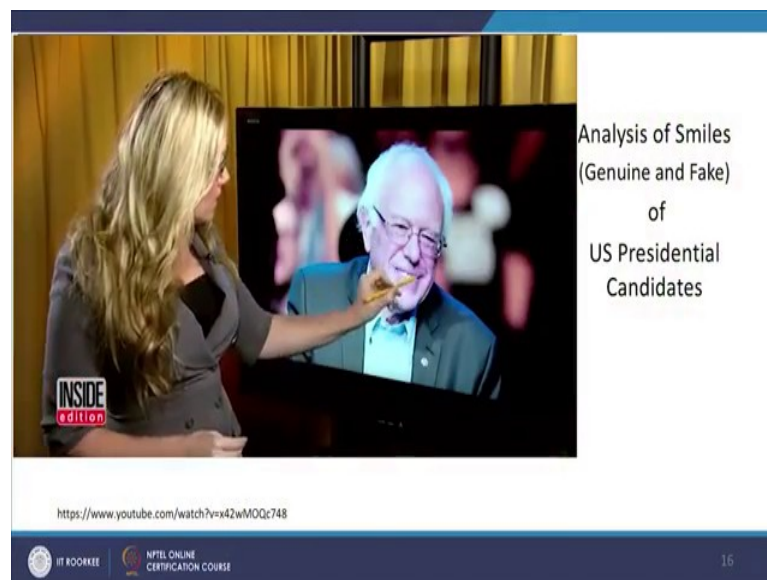 Analysis of Smiles
(Genuine and Fake)
of
US Presidential
Candidates
INSIDE
edition
https://www.youtube.com/watch?v=x42wMOQc748
IIT ROORKEE
NPTEL ONLINE
CERTIFICATION COURSE
16